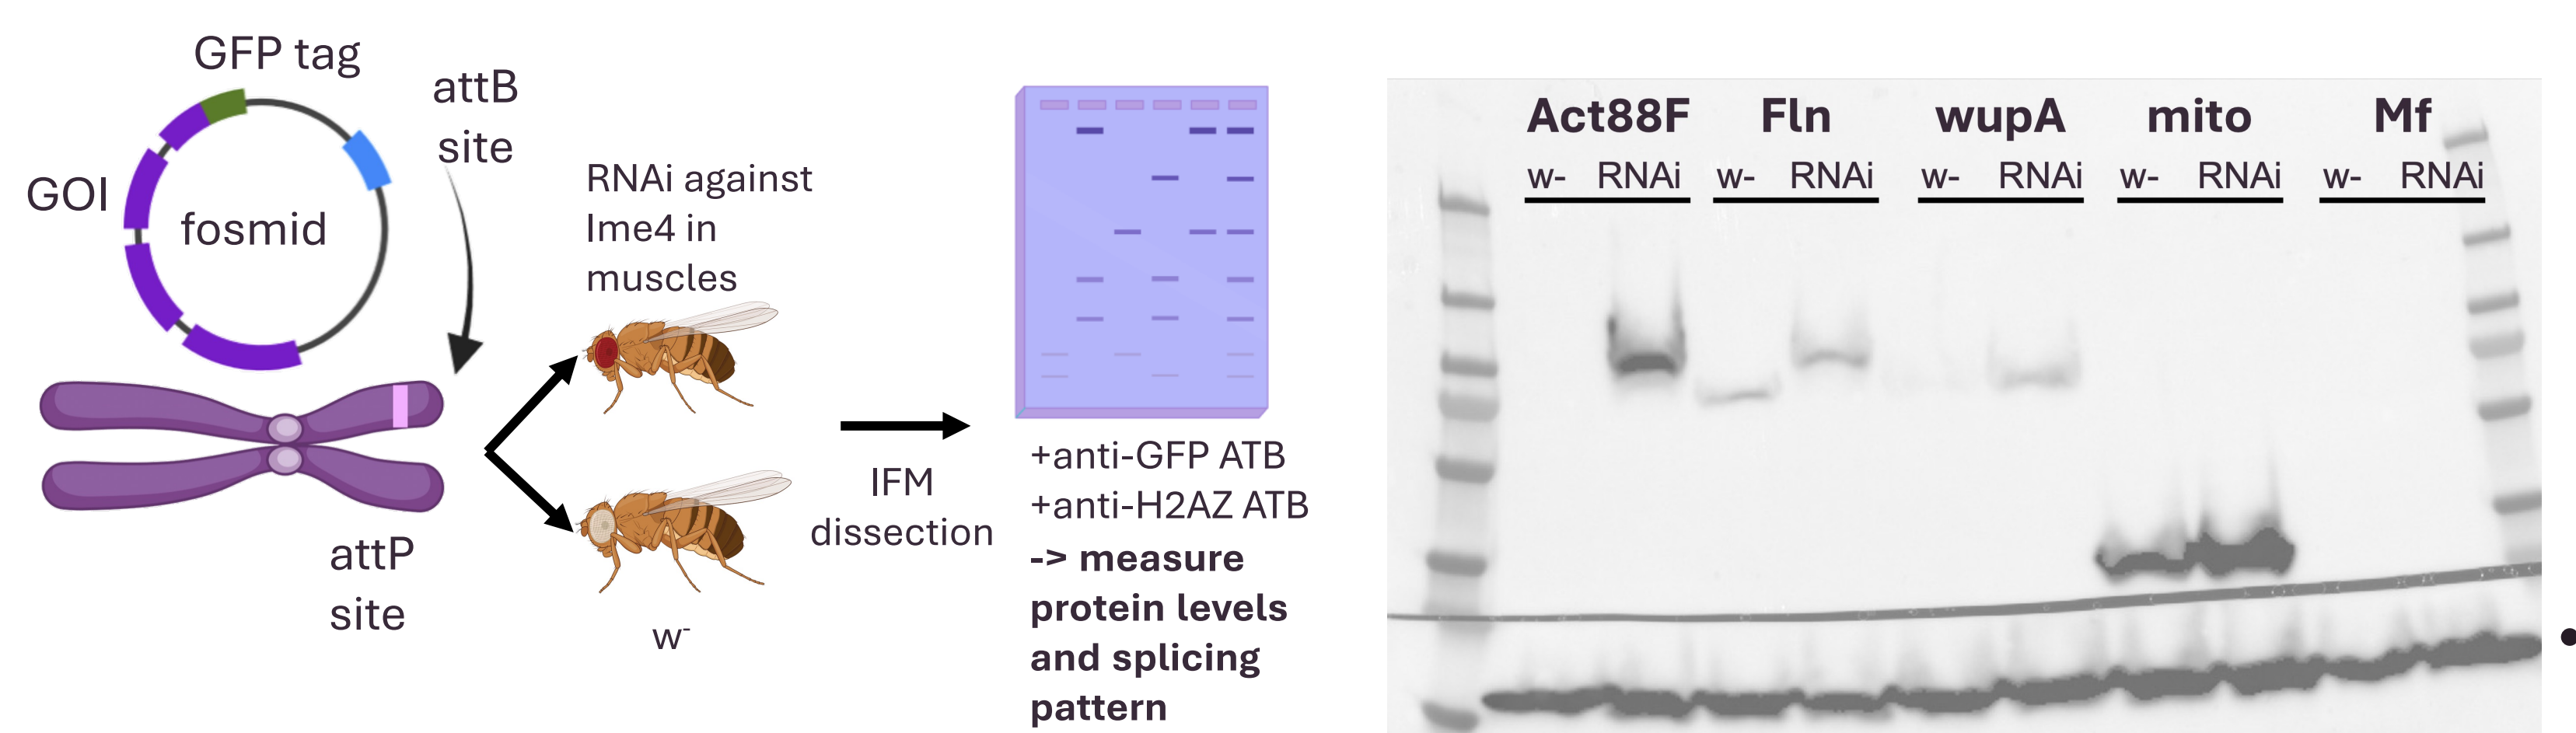 GFP tag
attB
site
GOI
fosmid
attP
site
RNAi against
Ime4 in
muscles
w-
IFM
dissection
+anti-GFP ATB
+anti-H2AZ ATB
-> measure
protein levels
and splicing
pattern
Act88F Fln wupA mito Mf
w- RNAi w- RNAi w- RNAi w- RNAi w- RNAi